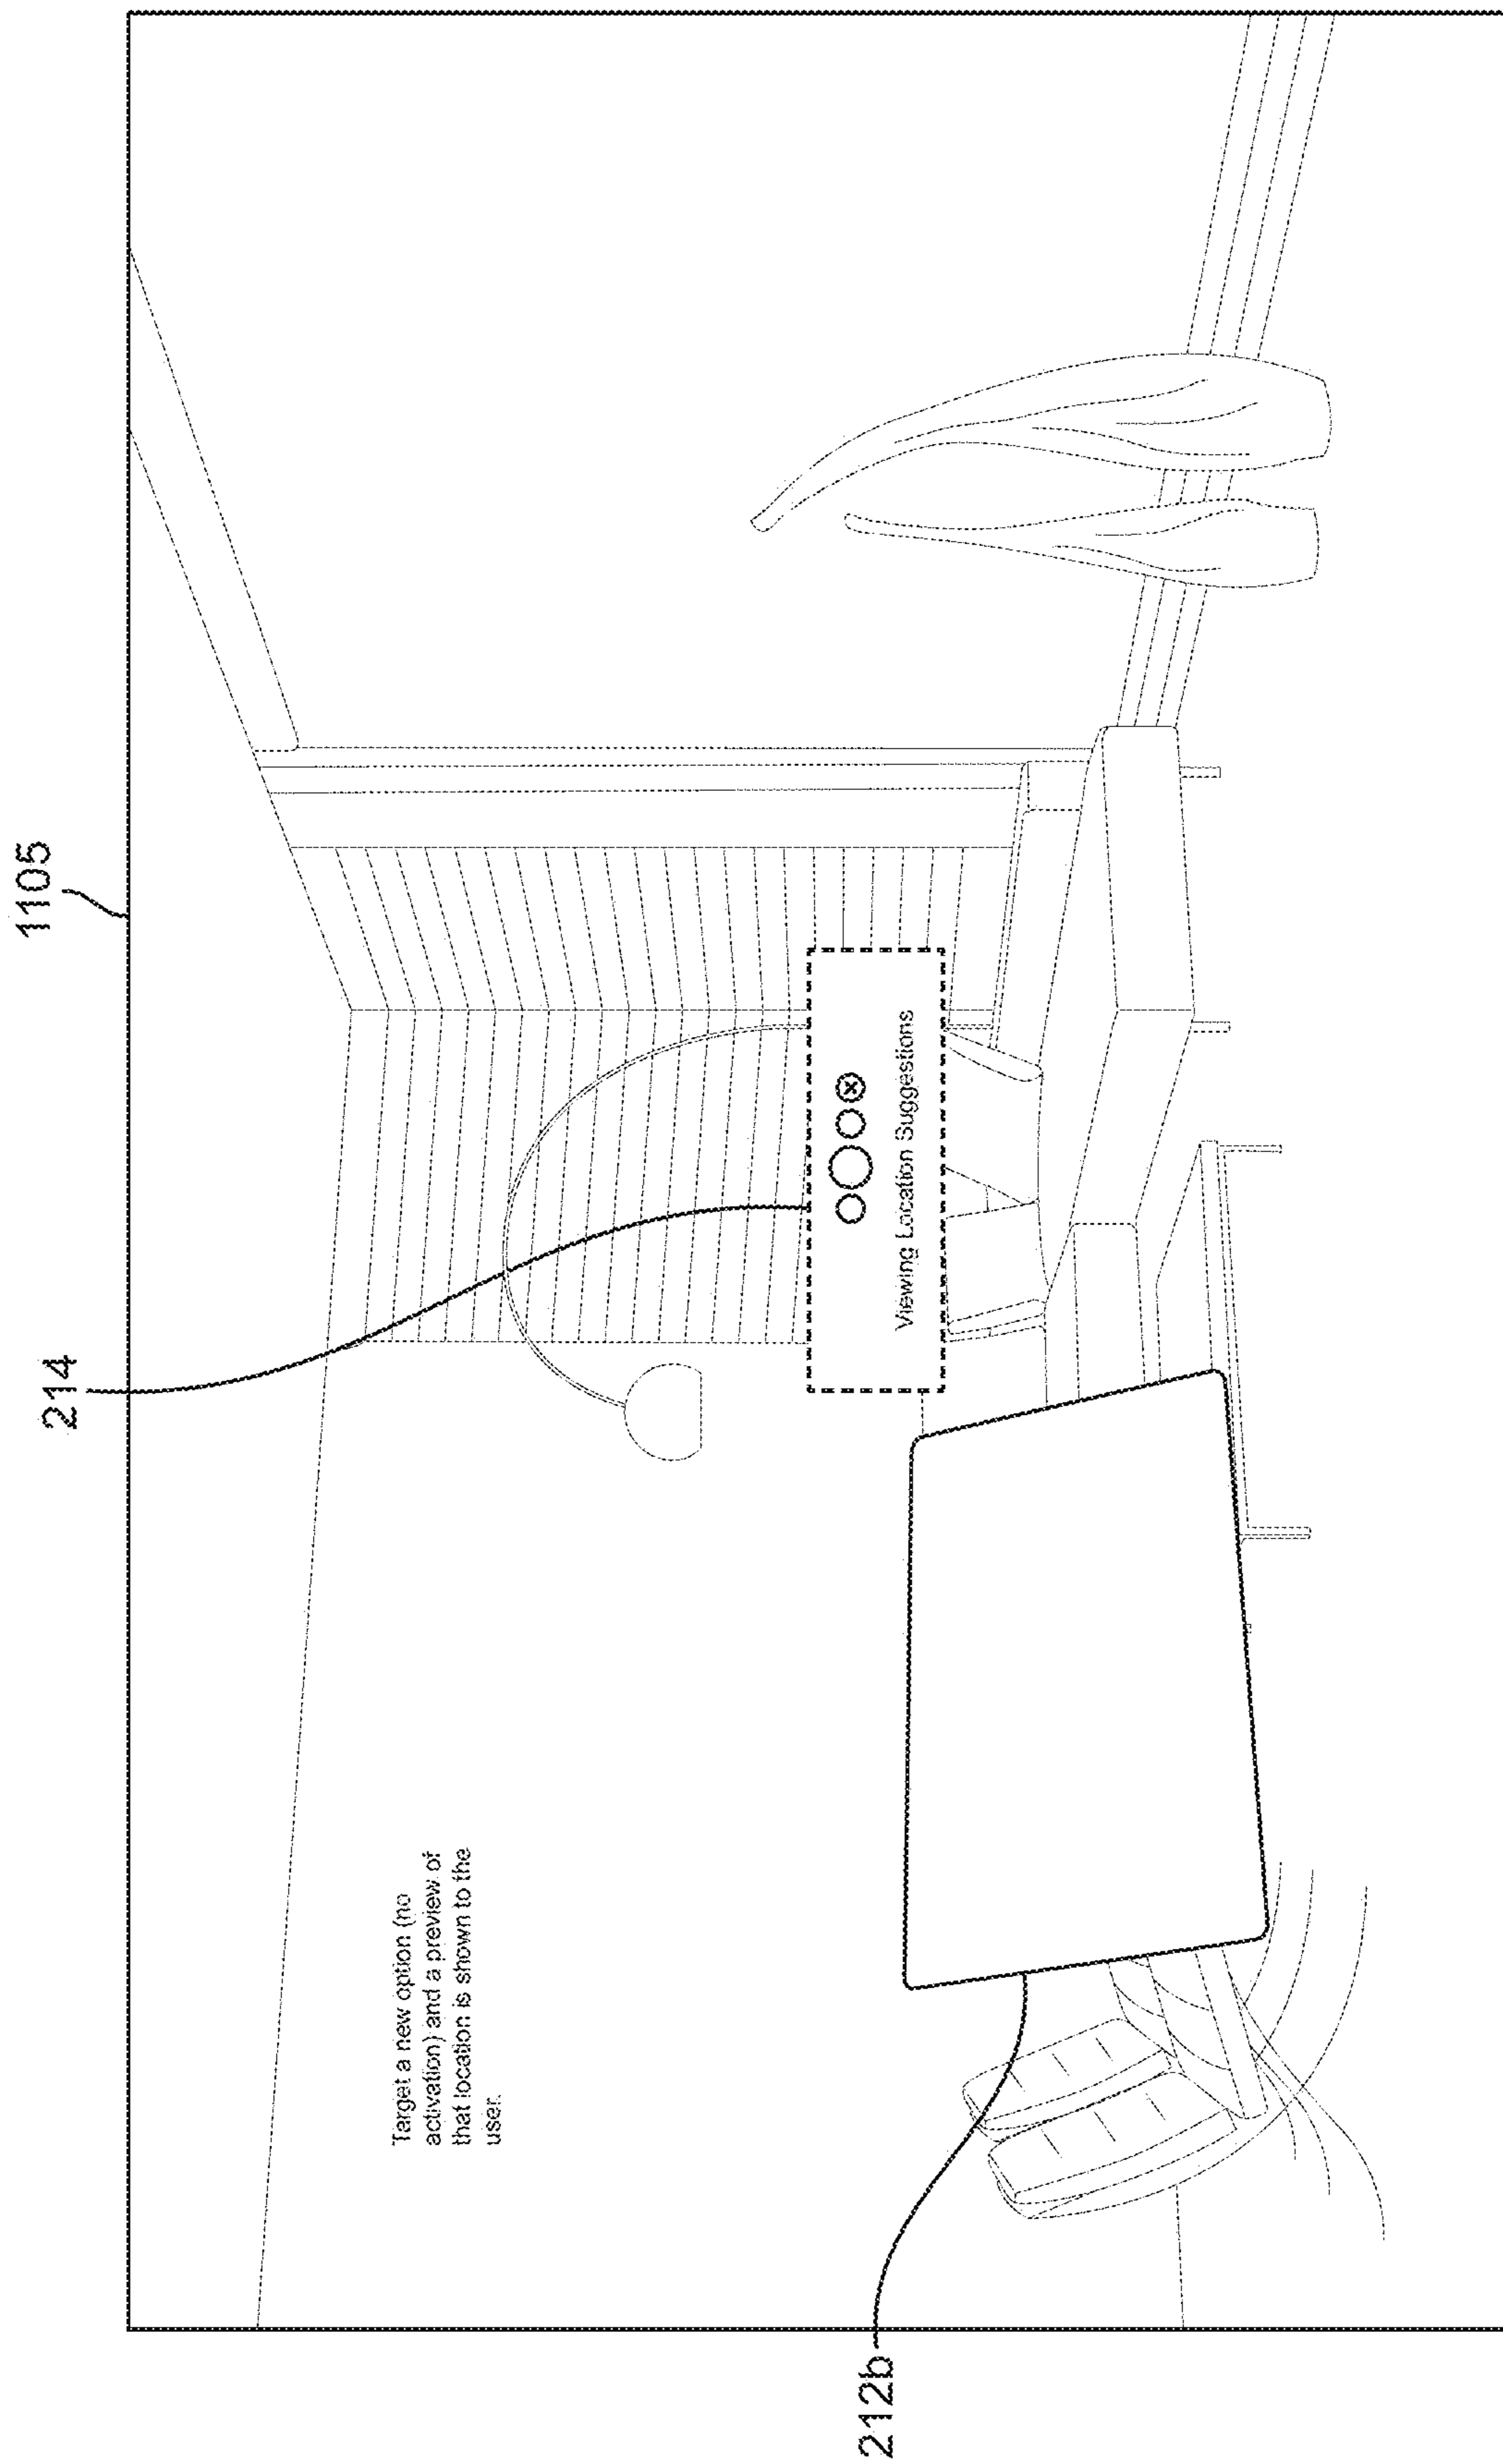 1105
214
Target a new option (no
activation) and a preview of
that location is shown to the
user.
Viewing Location Suggestions
212b